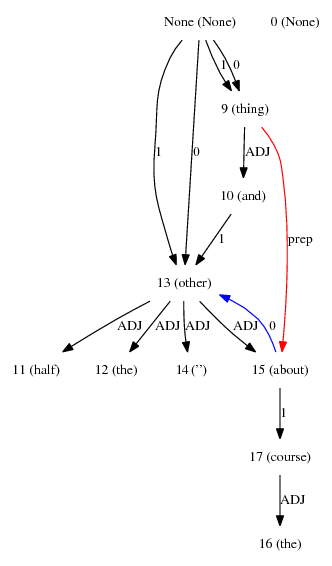 None (None) 0 (None)
1 0
9 (thing)
1 0 ADJ
10 (and)
prep
1
13 (other)
ADJ ADJ ADJ ADJ 0
11 (half) 12 (the) 14 (”) 15 (about)
1
17 (course)
ADJ
16 (the)